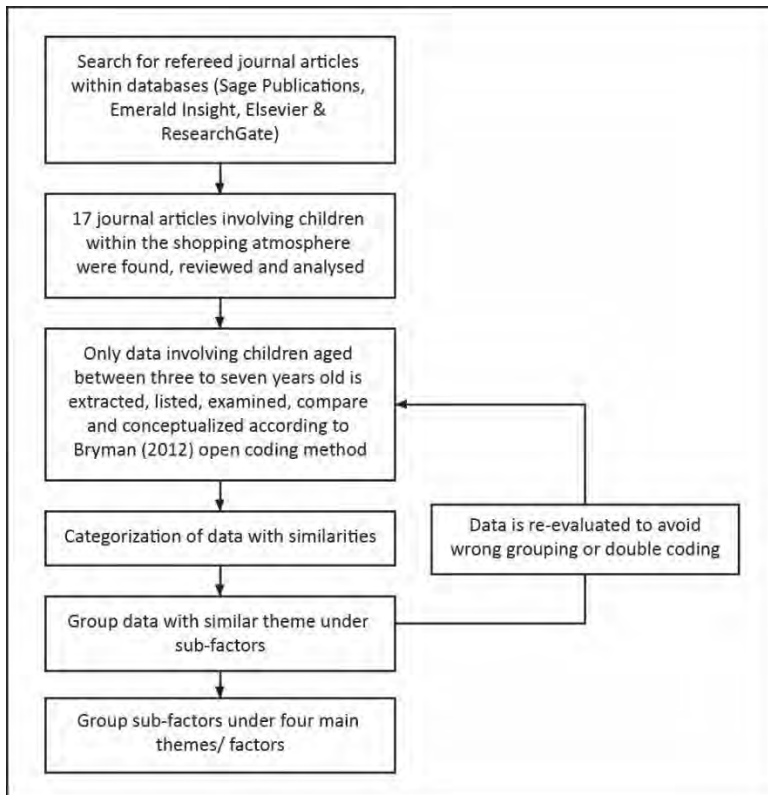 Search for refereed journal articles
within databases (Sage Publications,
Emerald Insight, Elsevier &
ResearchGate)
17 journal articles involving children
within the shopping atmosphere
were found, reviewed and analysed
Only data involving children aged
between three to seven years old is
extracted, listed, examined, compare
and conceptualized according to
Bryman (2012) open coding method
Categorization of data with similarities
Data is re-evaluated to avoid
wrong grouping or double coding
Group data with similar theme under
sub-factors
Group sub-factors under four main
themes/ factors